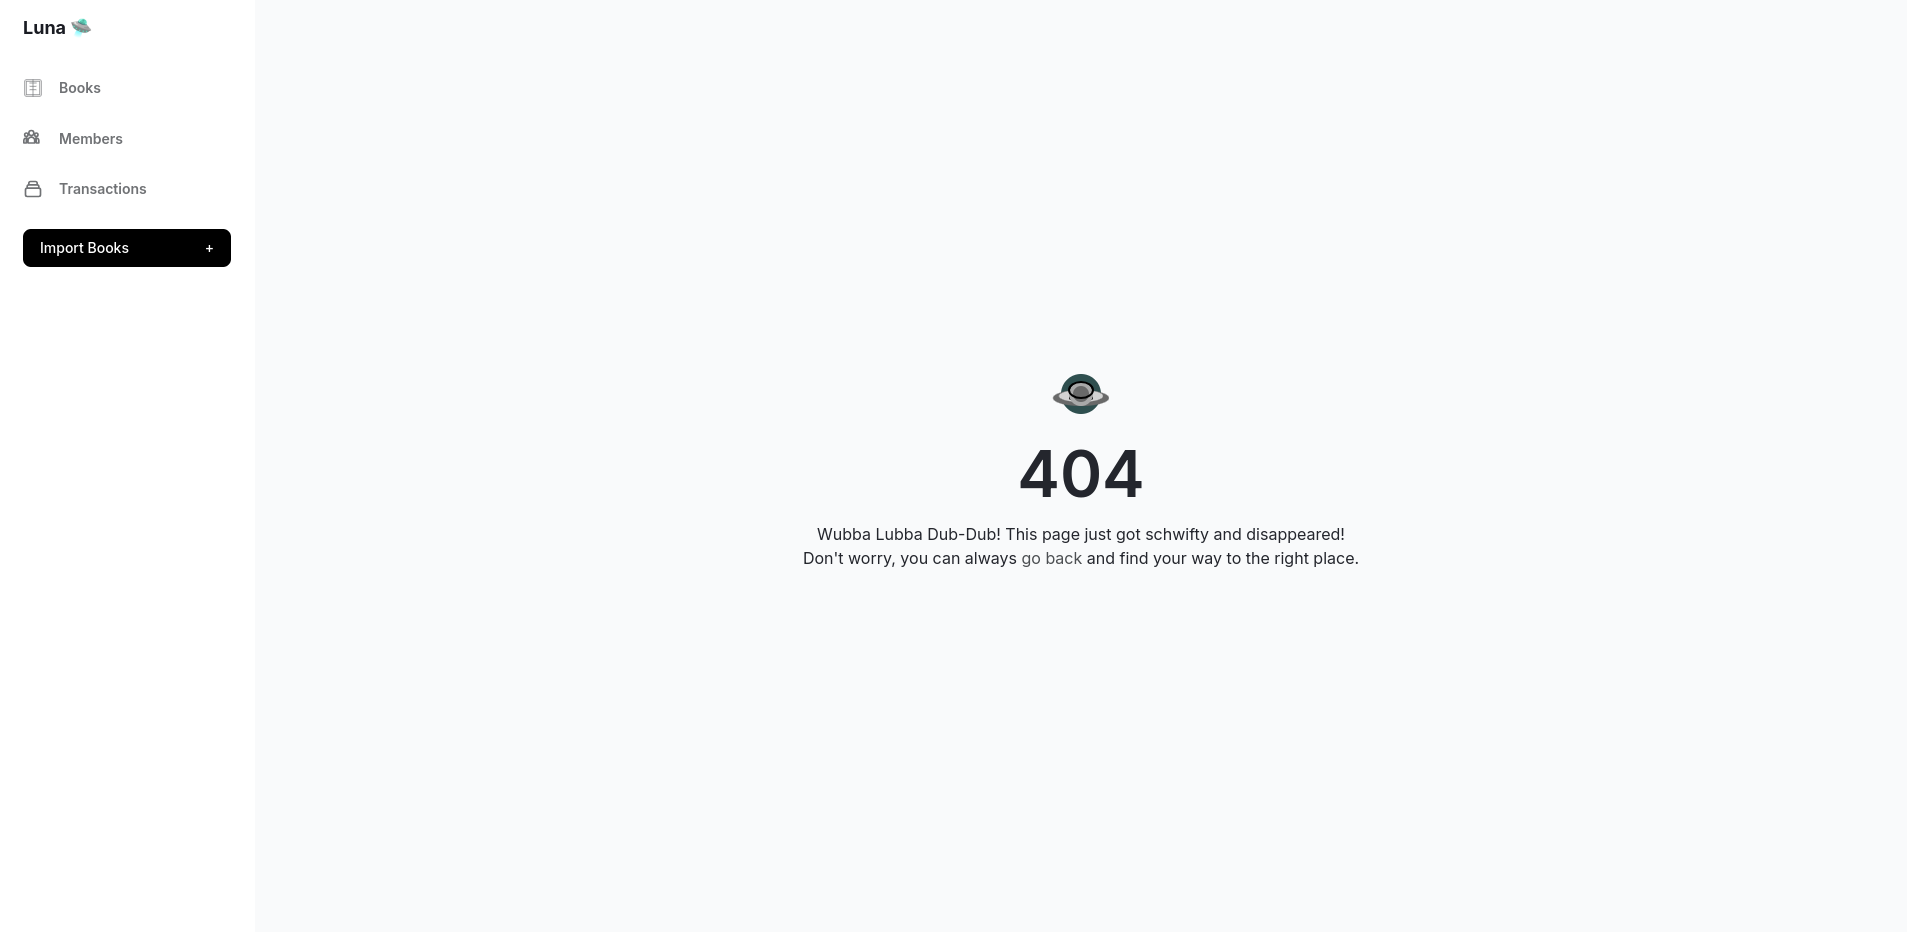 Luna 🛸
Books
Members
Transactions
Import Books +
404
Wubba Lubba Dub-Dub! This page just got schwifty and disappeared!
Don't worry, you can always go back and find your way to the right place.